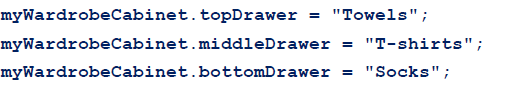 myWardrobeCabinet.topDrawer = "Towels";
myWardrobeCabinet.middleDrawer = "T-shirts";
myWardrobeCabinet.bottomDrawer = "Socks";